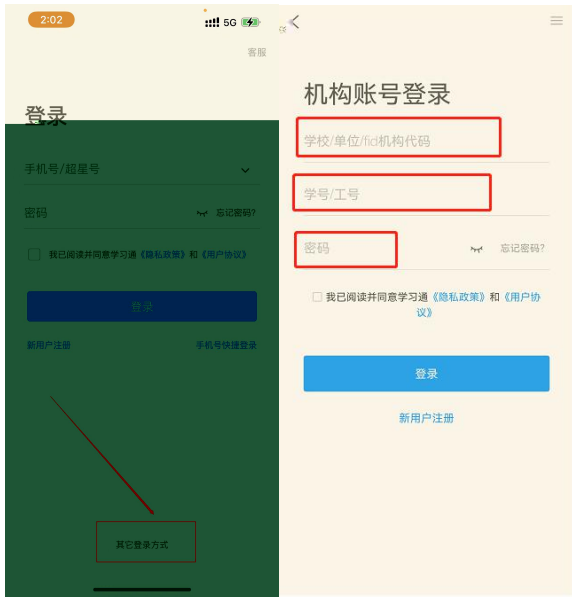 2:02
5G
客服
登录
手机号/超星号
密码
忘记密码?
我已阅读并同意学习通《隐私政策》和《用户协议》
登录
新用户注册
手机号快捷登录
其它登录方式
机构账号登录
学校/单位/fid机构代码
学号/工号
密码
忘记密码?
我已阅读并同意学习通《隐私政策》和《用户协
议》
登录
新用户注册